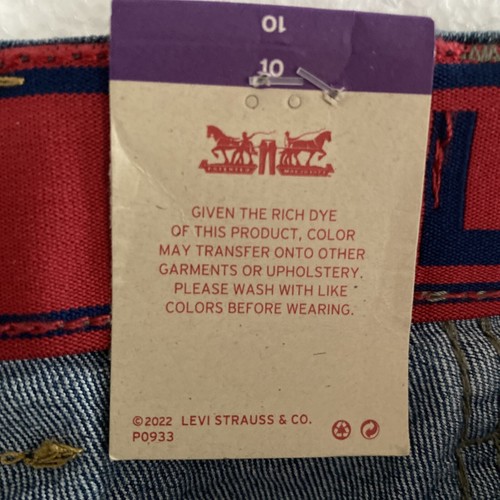 10
10
GIVEN THE RICH DYE
OF THIS PRODUCT, COLOR
MAY TRANSFER ONTO OTHER
GARMENTS OR UPHOLSTERY.
PLEASE WASH WITH LIKE
COLORS BEFORE WEARING.
©2022 LEVI STRAUSS & CO.
P0933